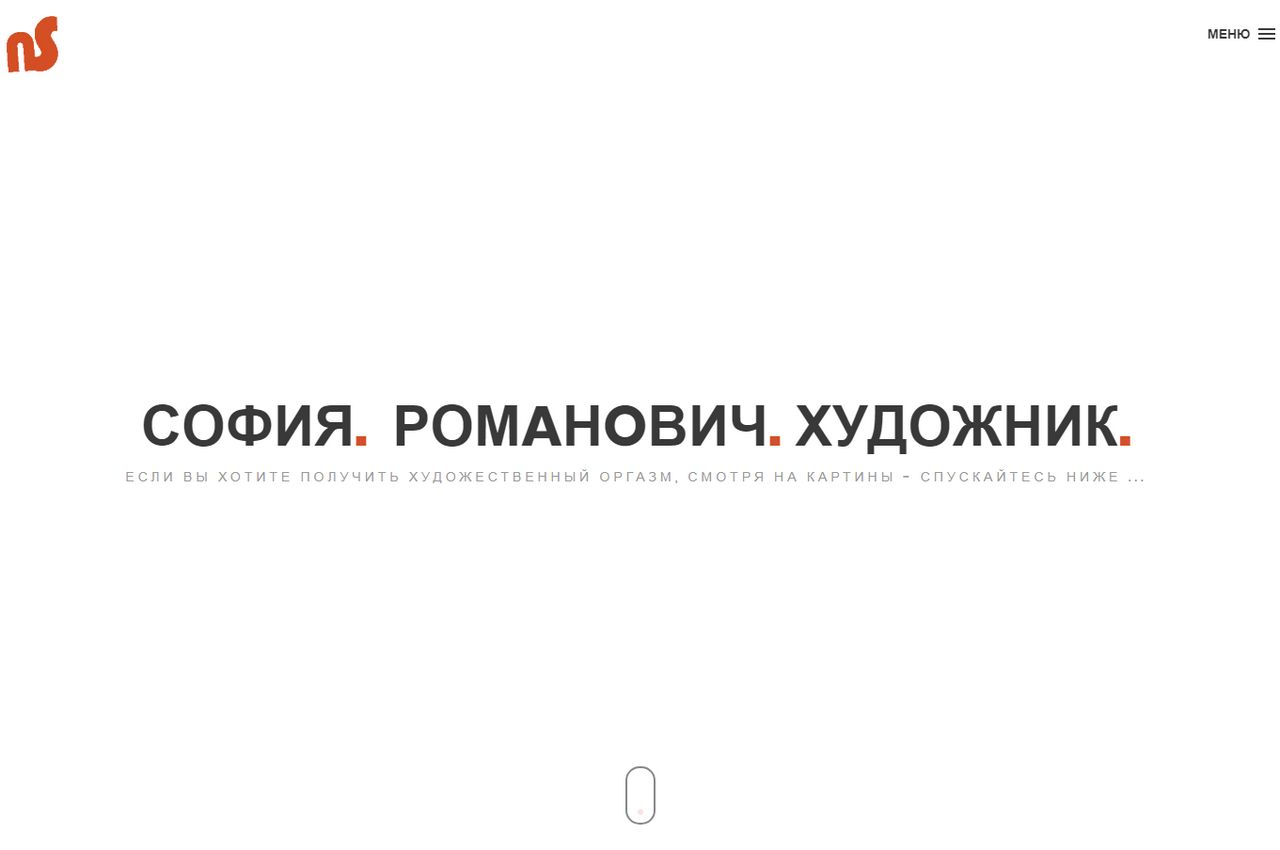 ns
МЕНЮ
СОФИЯ. РОМАНОВИЧ. ХУДОЖНИК.
ЕСЛИ ВЫ ХОТИТЕ ПОЛУЧИТЬ ХУДОЖЕСТВЕННЫЙ ОРГАЗМ, СМОТРЯ НА КАРТИНЫ - СПУСКАЙТЕСЬ НИЖЕ ...